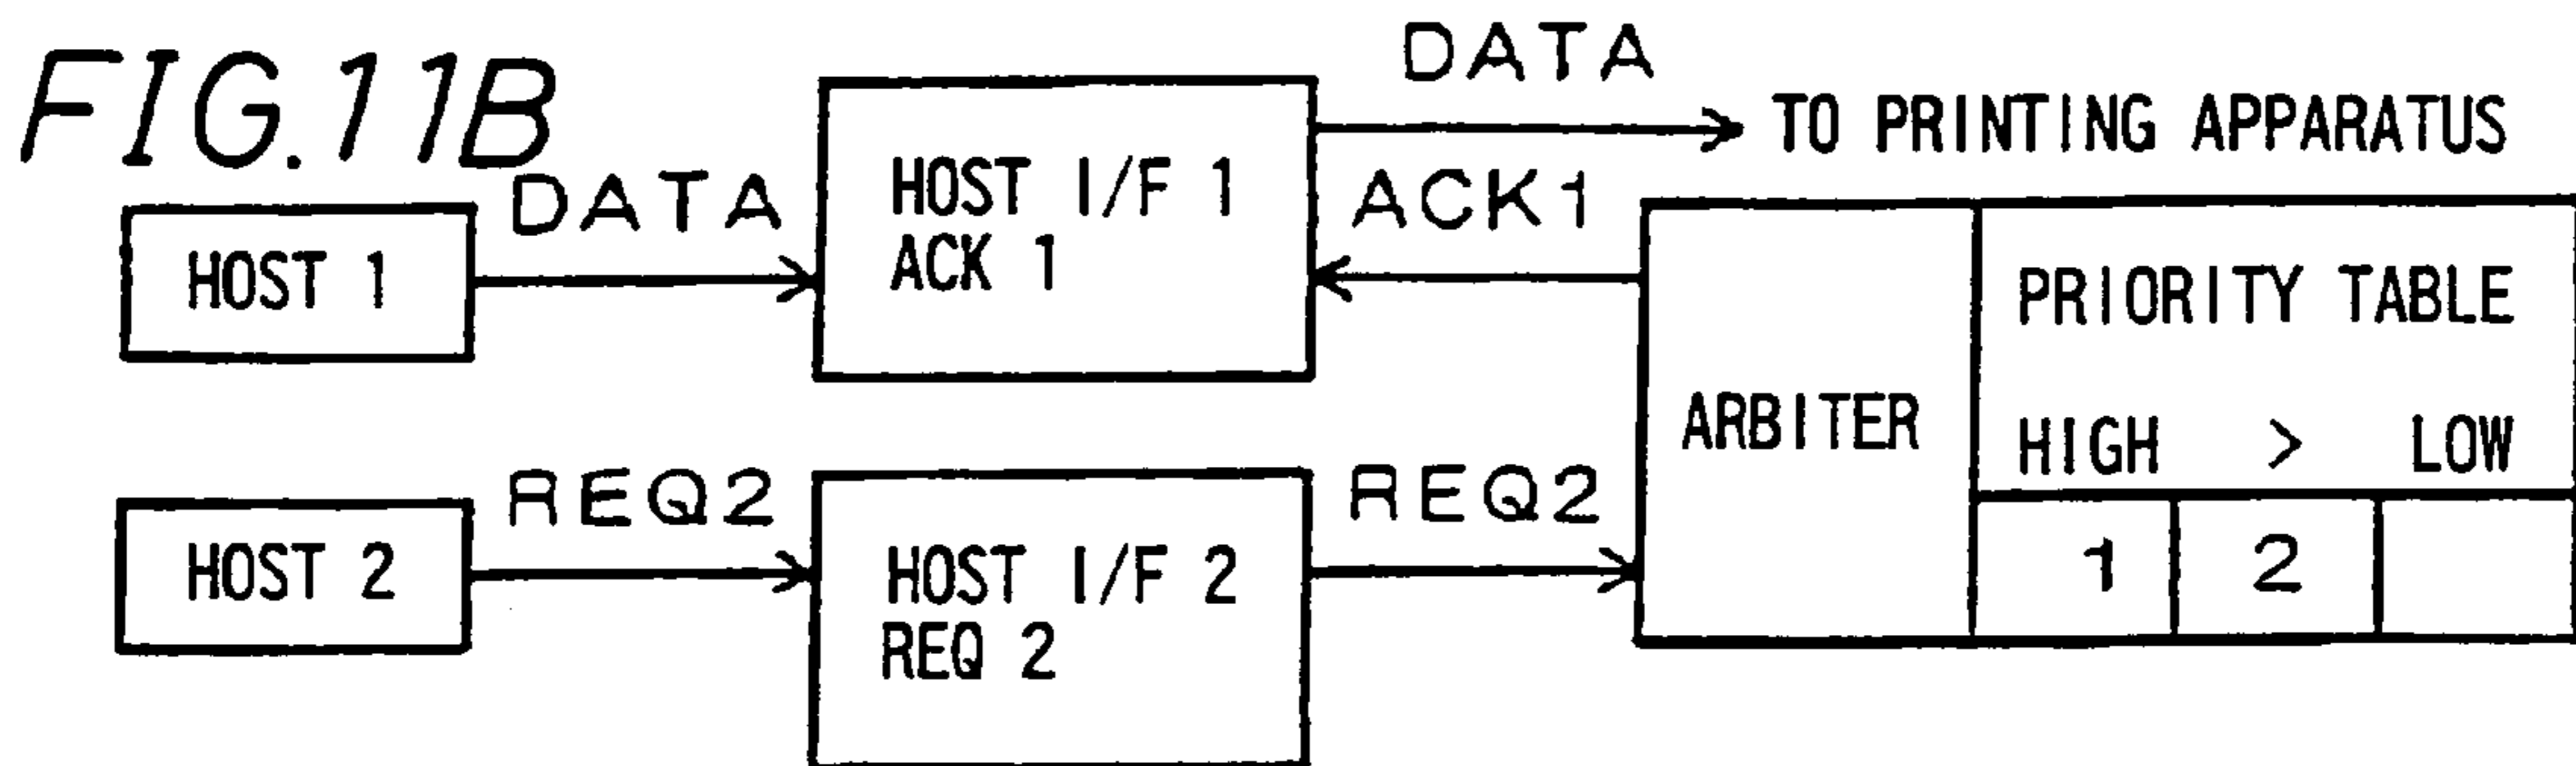 FIG.11B
DATA
TO PRINTING APPARATUS
HOST 1
DATA
HOST I/F 1
ACK 1
ACK1
ARBITER
PRIORITY TABLE
HIGH > LOW
1 2
HOST 2
REQ2
HOST I/F 2
REQ 2
REQ2